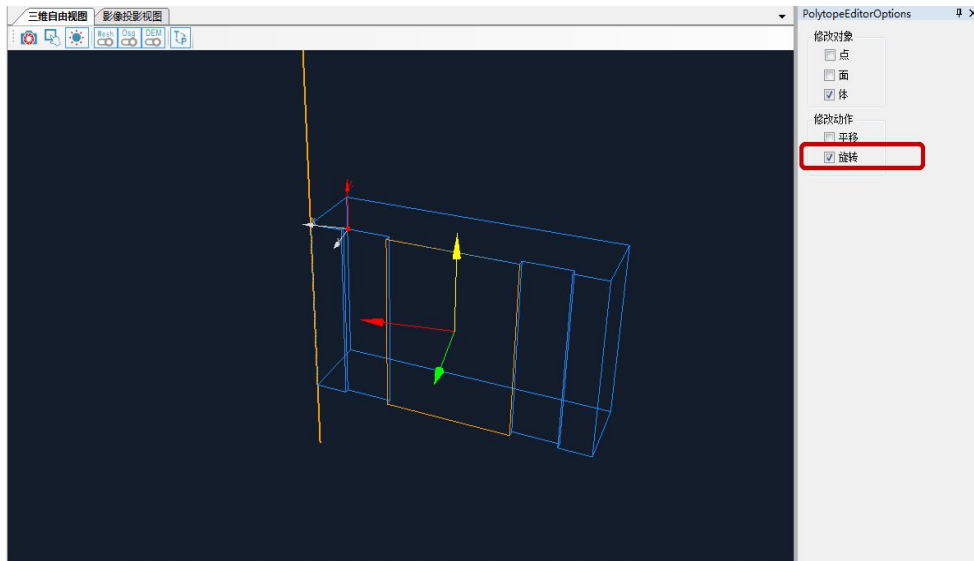 三维自由视图 影像投影视图
PolytopeEditorOptions
Mesh Osg DEM
修改对象
点
面
体
修改动作
平移
旋转